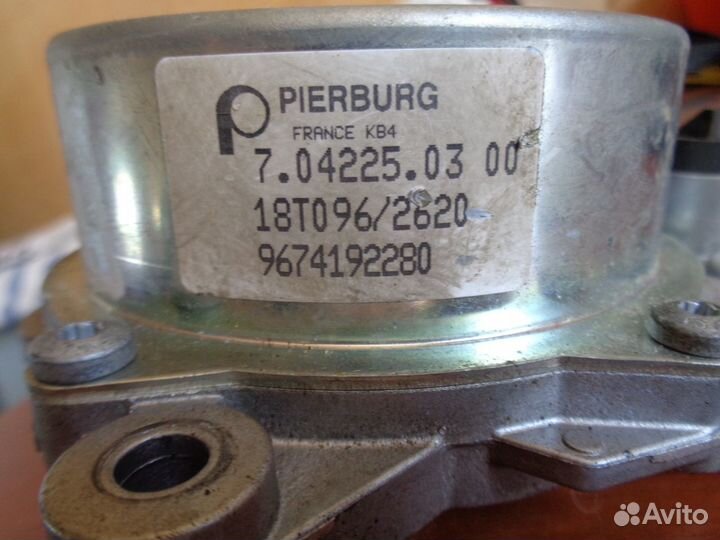 PIERBURG
FRANCE KB4
7.04225.03 00
18T096/2620
9674192280
Avito